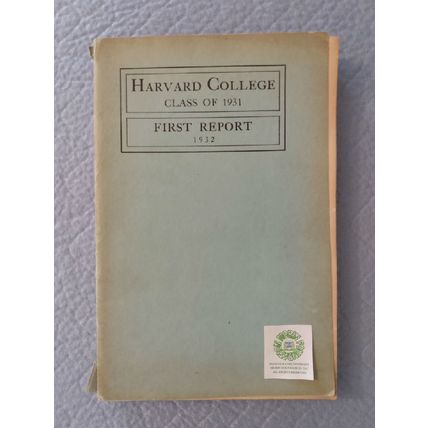 HARVARD COLLEGE
CLASS OF 1931
FIRST REPORT
1932